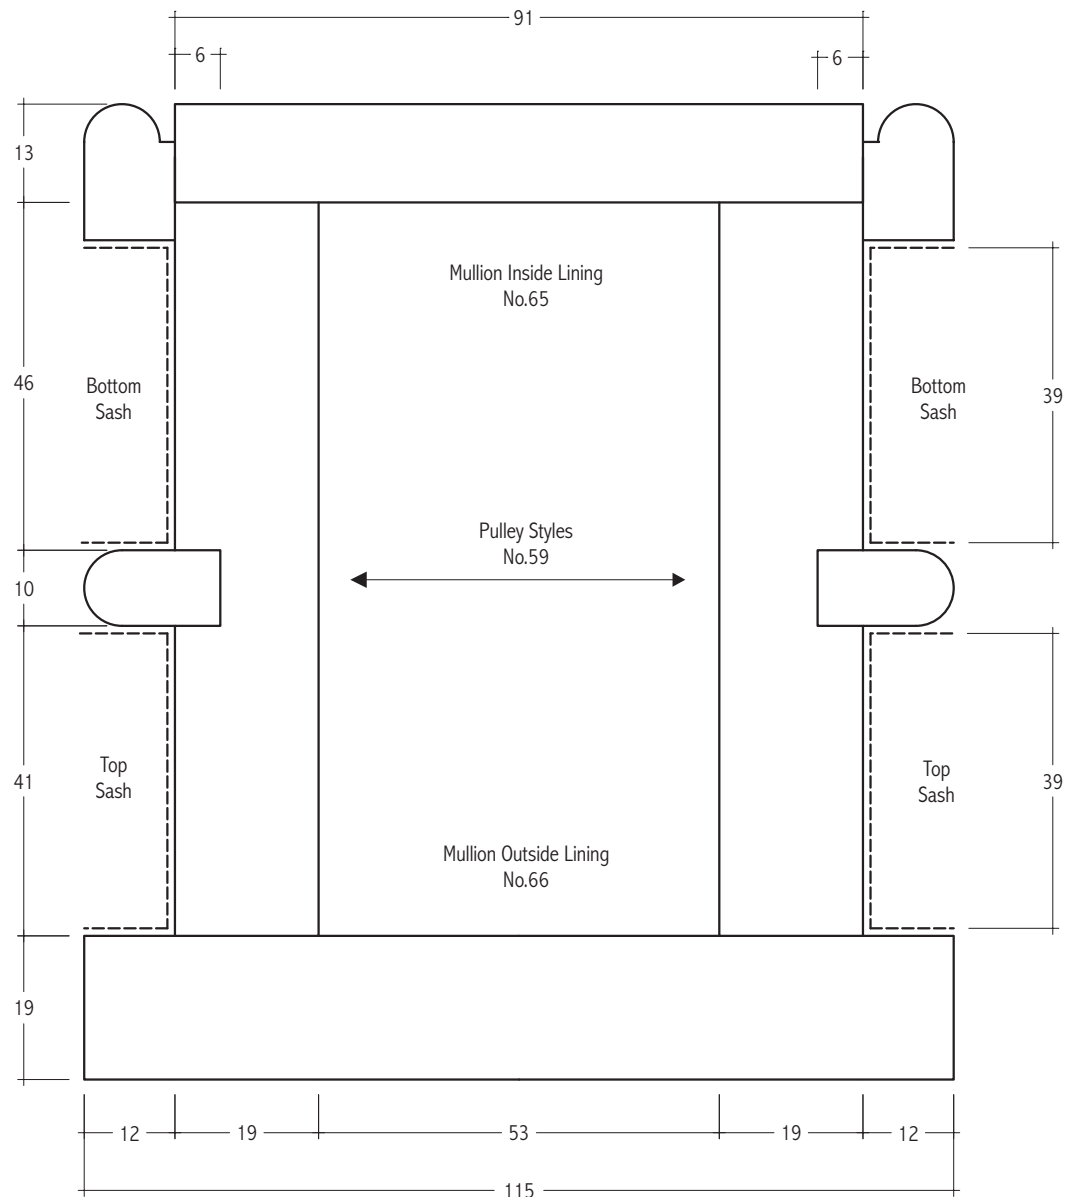 91
6
6
13
Mullion Inside Lining
No.65
46
Bottom
Sash
Bottom
Sash
39
Pulley Styles
No.59
10
Top
Sash
Top
Sash
41
39
Mullion Outside Lining
No.66
19
12
19
53
19
12
115